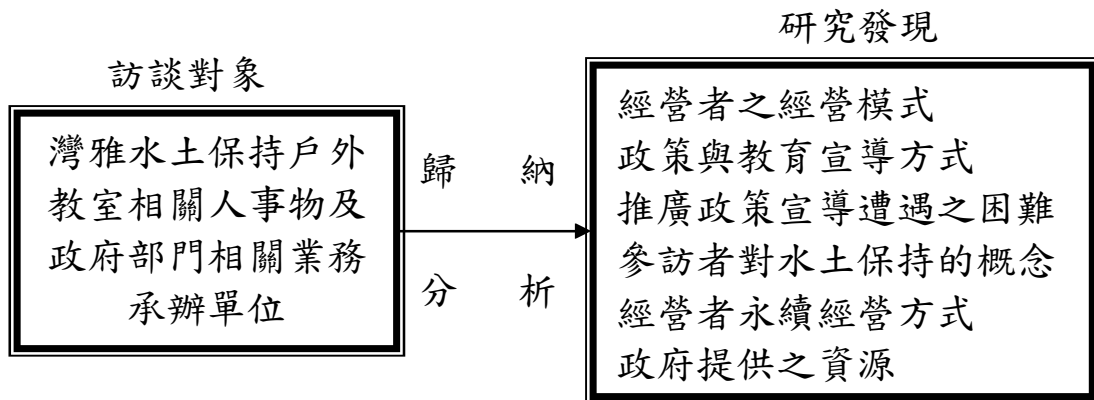 訪談對象
灣雅水土保持戶外
教室相關人事物及
政府部門相關業務
承辦單位
歸 納
分 析
研究發現
經營者之經營模式
政策與教育宣導方式
推廣政策宣導遭遇之困難
參訪者對水土保持的概念
經營者永續經營方式
政府提供之資源